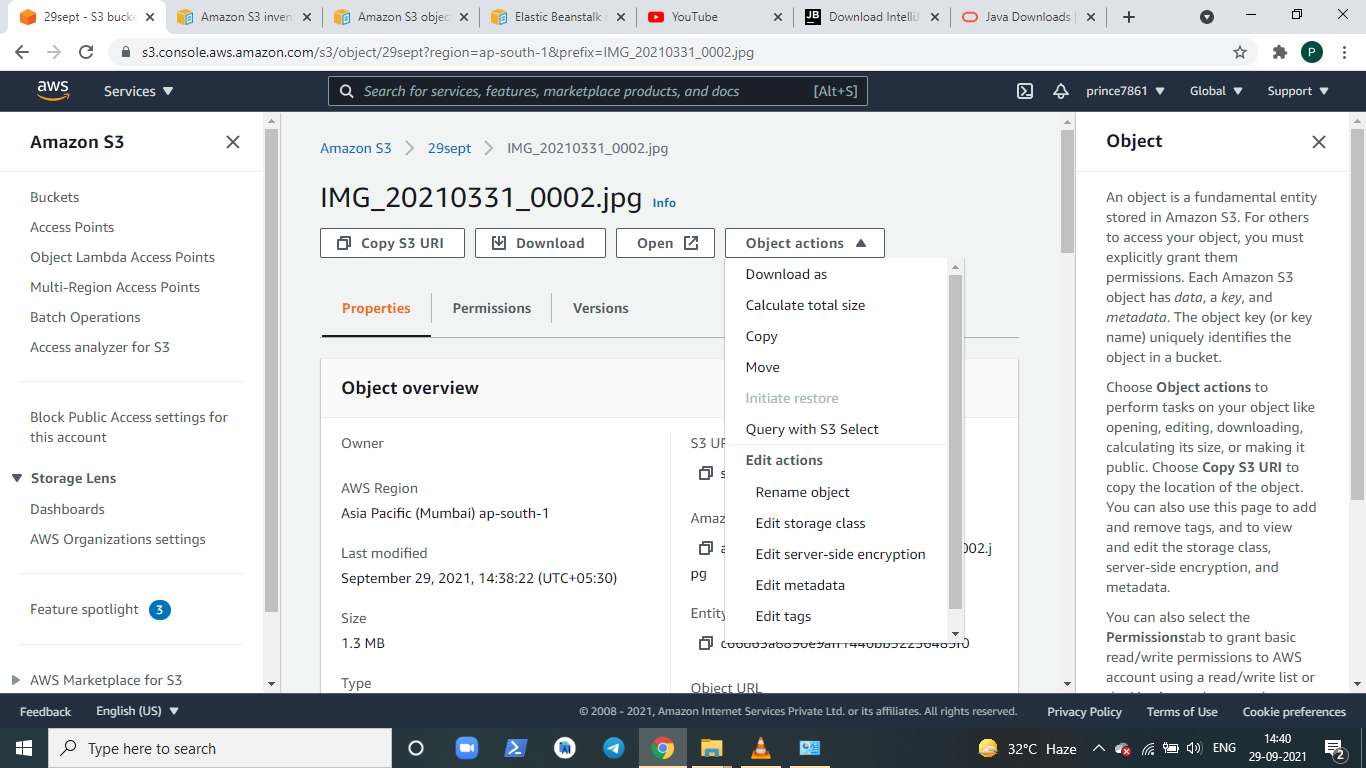 29sept - S3 buck
Amazon S3 inven
Amazon S3 objec
Elastic Beanstalk
YouTube
Download IntelliJ
Java Downloads
s3.console.aws.amazon.com/s3/object/29sept?region=ap-south-1&prefix=IMG_20210331_0002.jpg
P
aws
Services
Search for services, features, marketplace products, and docs
[Alt+S]
prince7861
Global
Support
Amazon S3
Buckets
Access Points
Object Lambda Access Points
Multi-Region Access Points
Batch Operations
Access analyzer for S3
Block Public Access settings for
this account
Storage Lens
Dashboards
AWS Organizations settings
Feature spotlight 3
AWS Marketplace for S3
Amazon S3 > 29sept > IMG_20210331_0002.jpg
IMG_20210331_0002.jpg Info
Copy S3 URI
Download
Open
Object actions
Download as
Calculate total size
Copy
Move
Initiate restore
Query with S3 Select
Edit actions
Rename object
Edit storage class
Edit server-side encryption
Edit metadata
Edit tags
Properties
Permissions
Versions
Object overview
Owner
AWS Region
Asia Pacific (Mumbai) ap-south-1
Last modified
September 29, 2021, 14:38:22 (UTC+05:30)
Size
1.3 MB
Type
S3 U
s
Amaz
a
002.j
pg
Entity
Object URL
Object
An object is a fundamental entity
stored in Amazon S3. For others
to access your object, you must
explicitly grant them
permissions. Each Amazon S3
object has data, a key, and
metadata. The object key (or key
name) uniquely identifies the
object in a bucket.
Choose Object actions to
perform tasks on your object like
opening, editing, downloading,
calculating its size, or making it
public. Choose Copy S3 URI to
copy the location of the object.
You can also use this page to add
and remove tags, and to view
and edit the storage class,
server-side encryption, and
metadata.
You can also select the
Permissionstab to grant basic
read/write permissions to AWS
account using a read/write list or
Feedback
English (US)
© 2008 - 2021, Amazon Internet Services Private Ltd. or its affiliates. All rights reserved.
Privacy Policy
Terms of Use
Cookie preferences
Type here to search
32°C Haze
ENG
14:40
29-09-2021
2